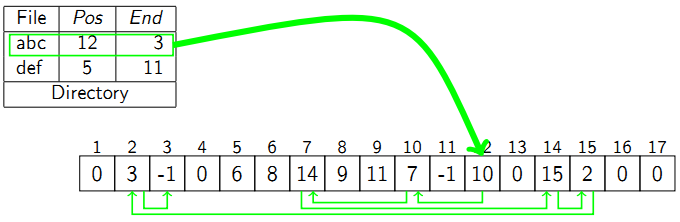 File Pos End
abc 12 3
def 5 11
Directory
1 2 3 4 5 6 7 8 9 10 11 2 13 14 15 16 17
0 3 -1 0 6 8 14 9 11 7 -1 10 0 15 2 0 0